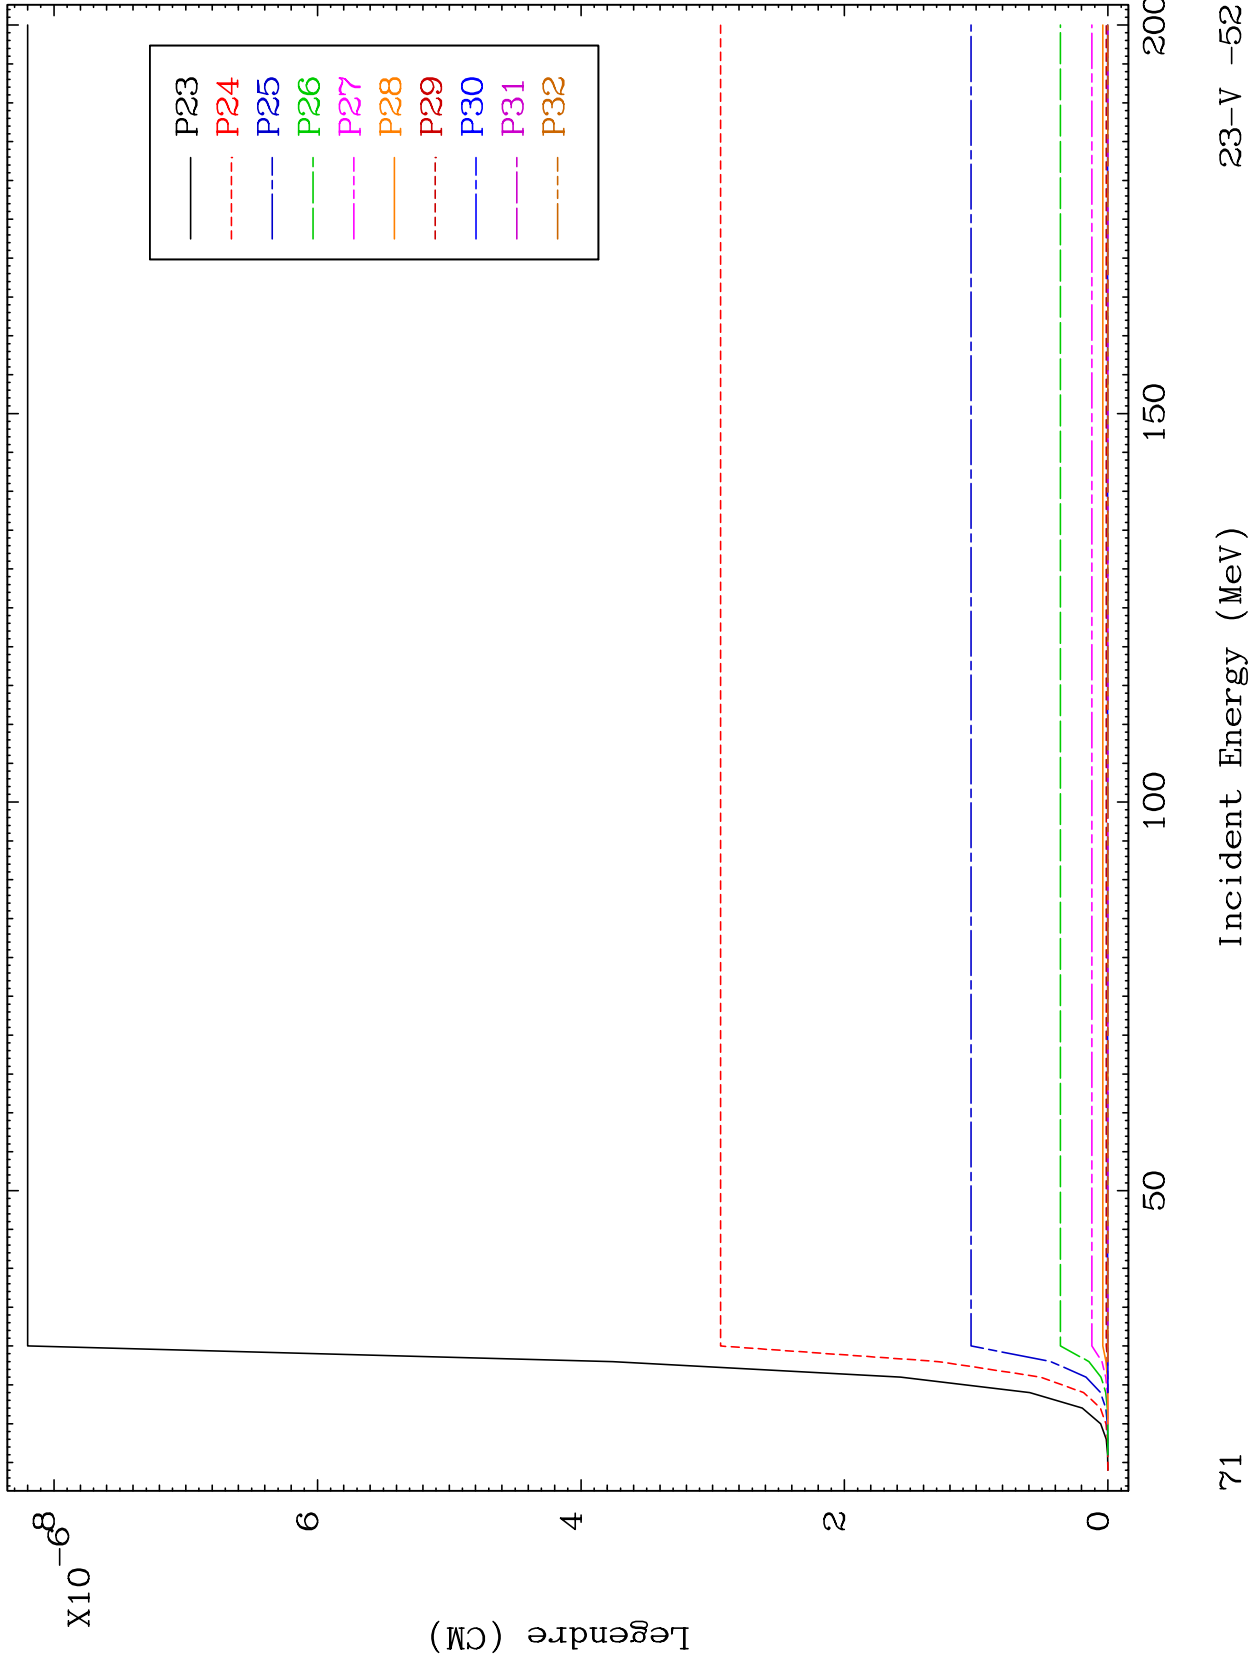 X10
-6
8
6
4
2
0
Legendre (CM)
P23
P24
P25
P26
P27
P28
P29
P30
P31
P32
50
100
150
200
Incident Energy (MeV)
71
23-V -52